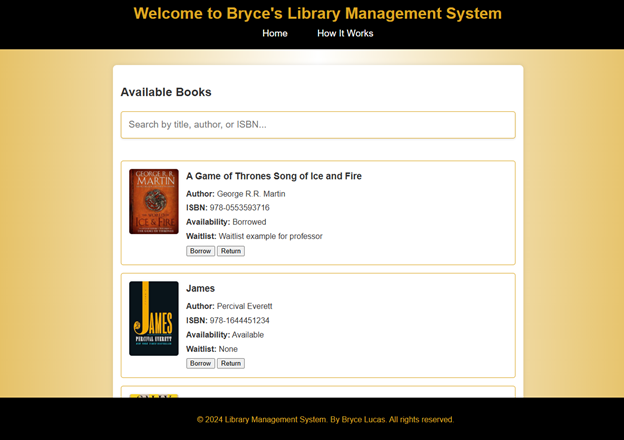 Welcome to Bryce's Library Management System
Home How It Works
Available Books
Search by title, author, or ISBN...
GEORGE R. R.
MARTIN
ICE & FIRE
A Game of Thrones Song of Ice and Fire
Author: George R.R. Martin
ISBN: 978-0553593716
Availability: Borrowed
Waitlist: Waitlist example for professor
Borrow Return
JAMES
PERCIVAL EVERETT
James
Author: Percival Everett
ISBN: 978-1644451234
Availability: Available
Waitlist: None
Borrow Return
© 2024 Library Management System. By Bryce Lucas. All rights reserved.